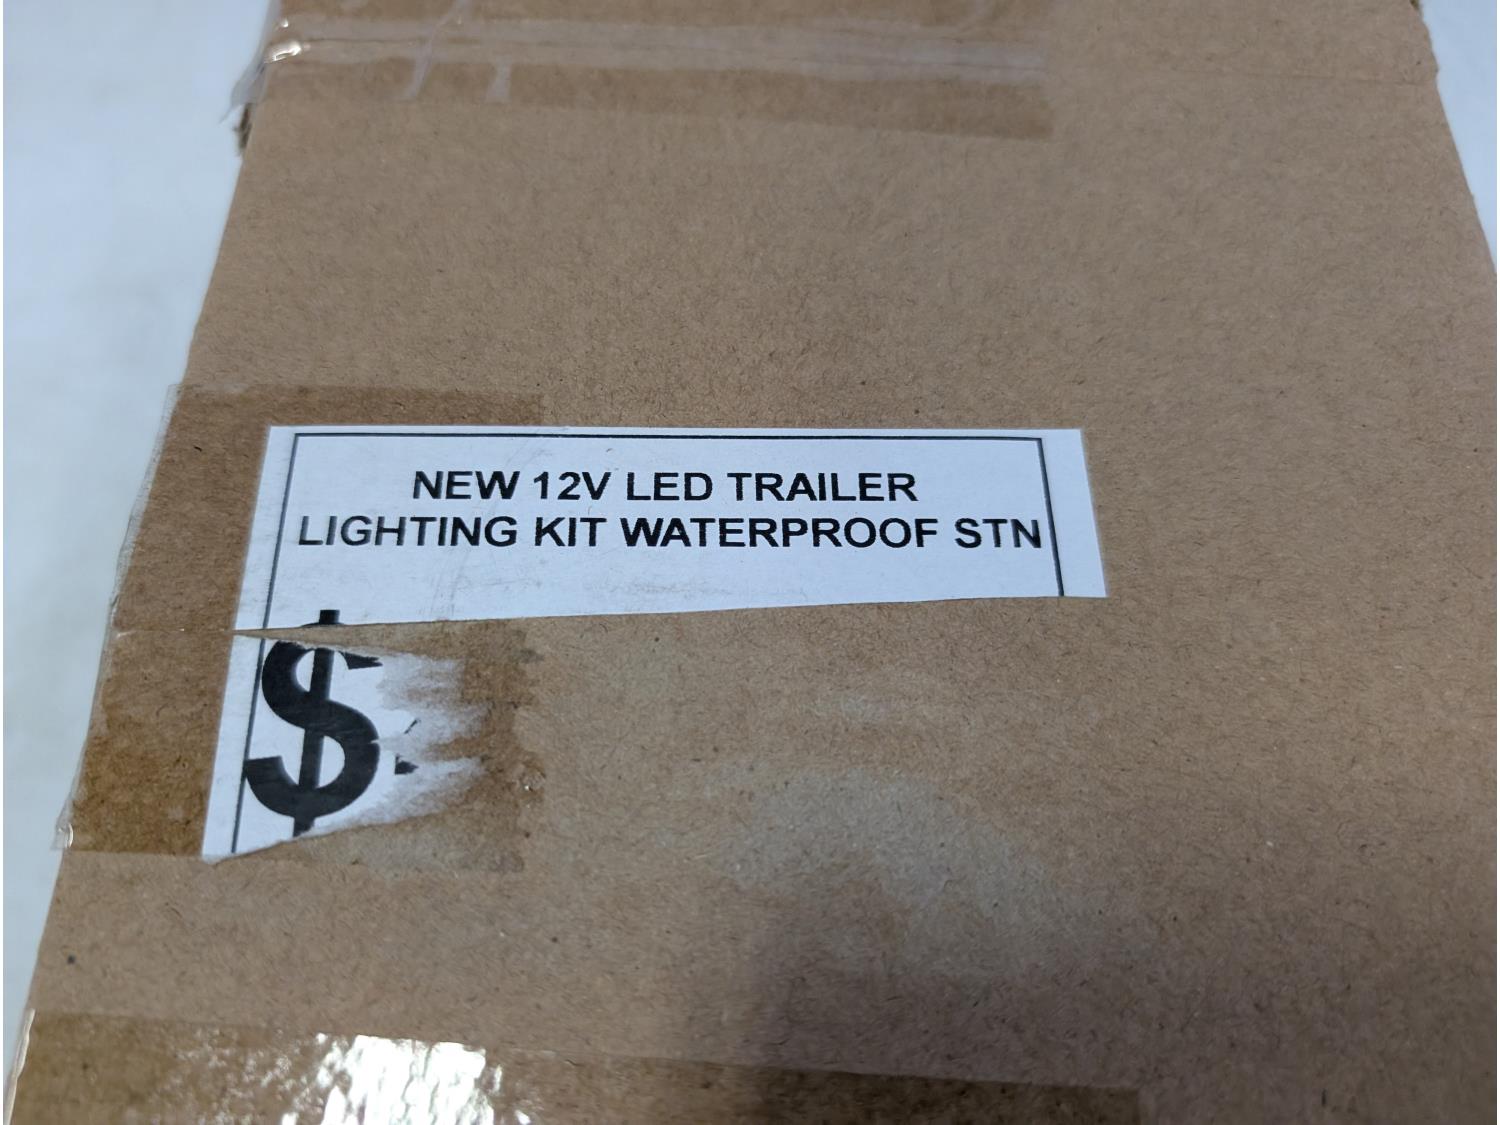 NEW 12V LED TRAILER
LIGHTING KIT WATERPROOF STN
$